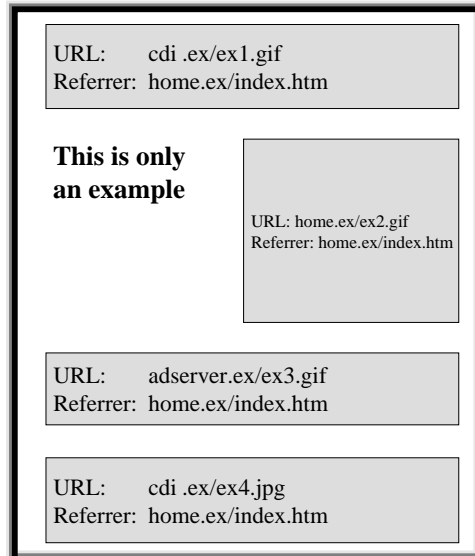 URL: cdi .ex/ex1.gif
Referrer: home.ex/index.htm
This is only
an example
URL: home.ex/ex2.gif
Referrer: home.ex/index.htm
URL: adserver.ex/ex3.gif
Referrer: home.ex/index.htm
URL: cdi .ex/ex4.jpg
Referrer: home.ex/index.htm